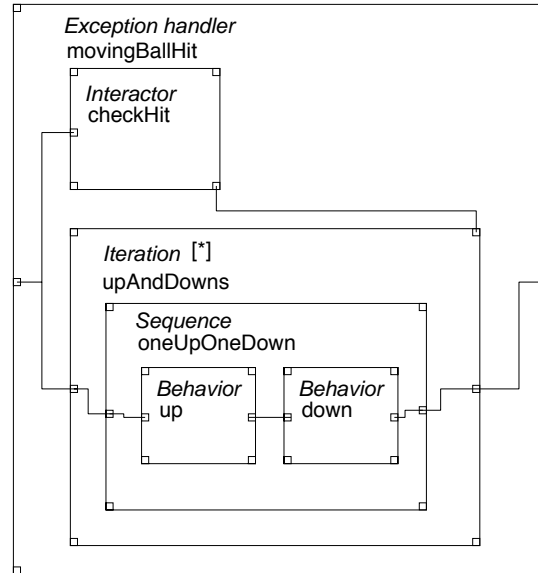 Exception handler
movingBallHit
Interactor
checkHit
Iteration [*]
upAndDowns
Sequence
oneUpOneDown
Behavior
up
Behavior
down